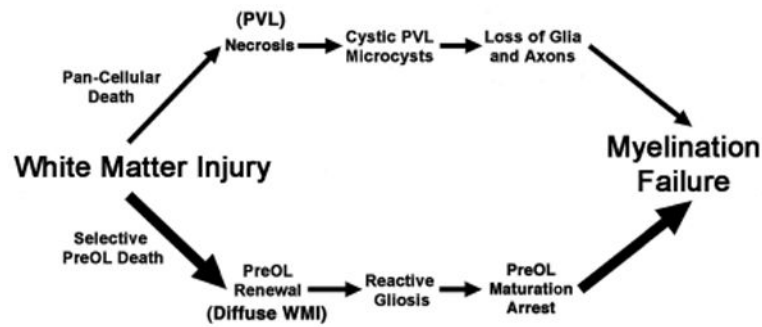 (PVL)
Necrosis
Cystic PVL
Microcysts
Loss of Glia
and Axons
Pan-Cellular
Death
White Matter Injury
Myelination
Failure
Selective
PreOL Death
PreOL
Renewal
(Diffuse WMI)
Reactive
Gliosis
PreOL
Maturation
Arrest